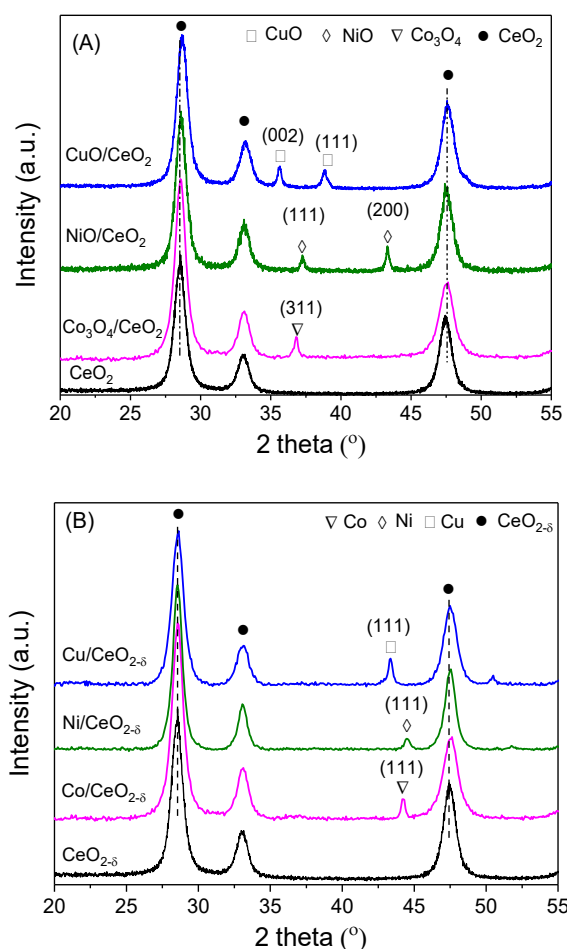 (A)
□ CuO ◊ NiO ▽ Co₃O₄ ● CeO₂
CuO/CeO₂
(002)
(111)
NiO/CeO₂
(111)
(200)
Co₃O₄/CeO₂
(311)
CeO₂
Intensity (a.u.)
20 25 30 35 40 45 50 55
2 theta (°)
(B)
▽ Co ◊ Ni □ Cu ● CeO₂₋δ
Cu/CeO₂₋δ
(111)
Ni/CeO₂₋δ
(111)
Co/CeO₂₋δ
(111)
CeO₂₋δ
Intensity (a.u.)
20 25 30 35 40 45 50 55
2 theta (°)